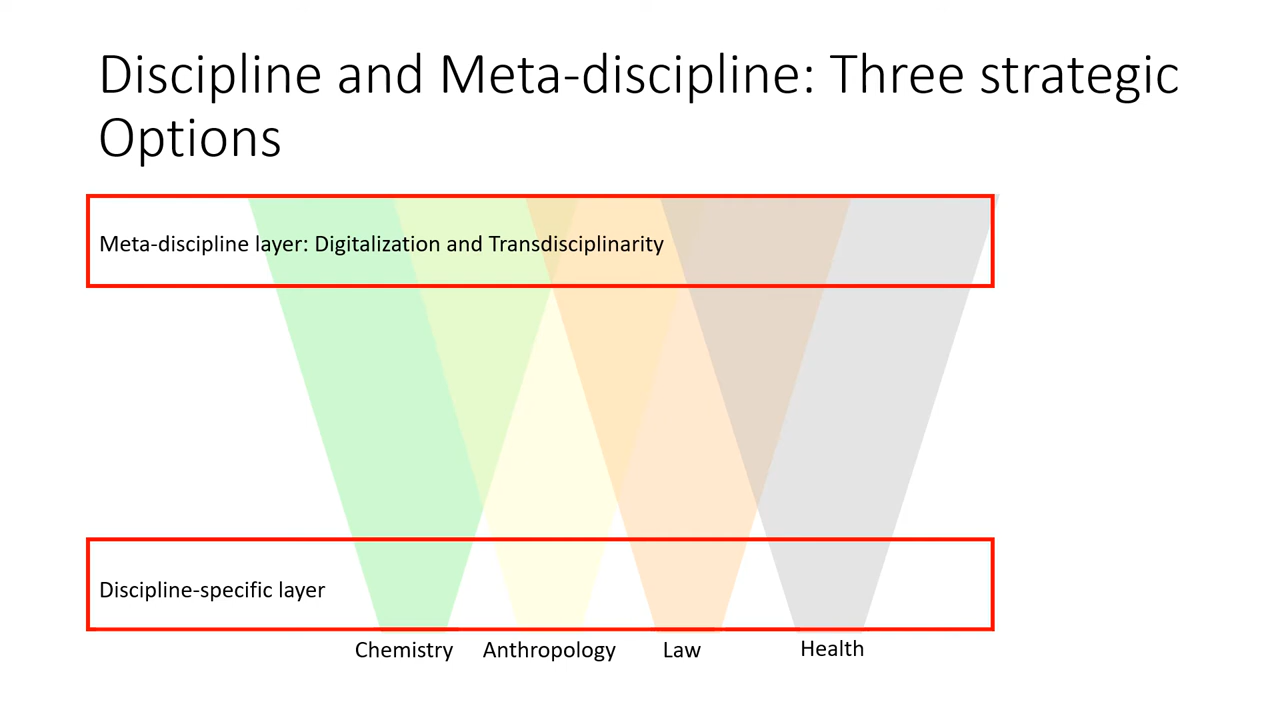 Discipline and Meta-discipline: Three strategic
Options
Meta-discipline layer: Digitalization and Transdisciplinarity
Discipline-specific layer
Chemistry
Anthropology
Law
Health